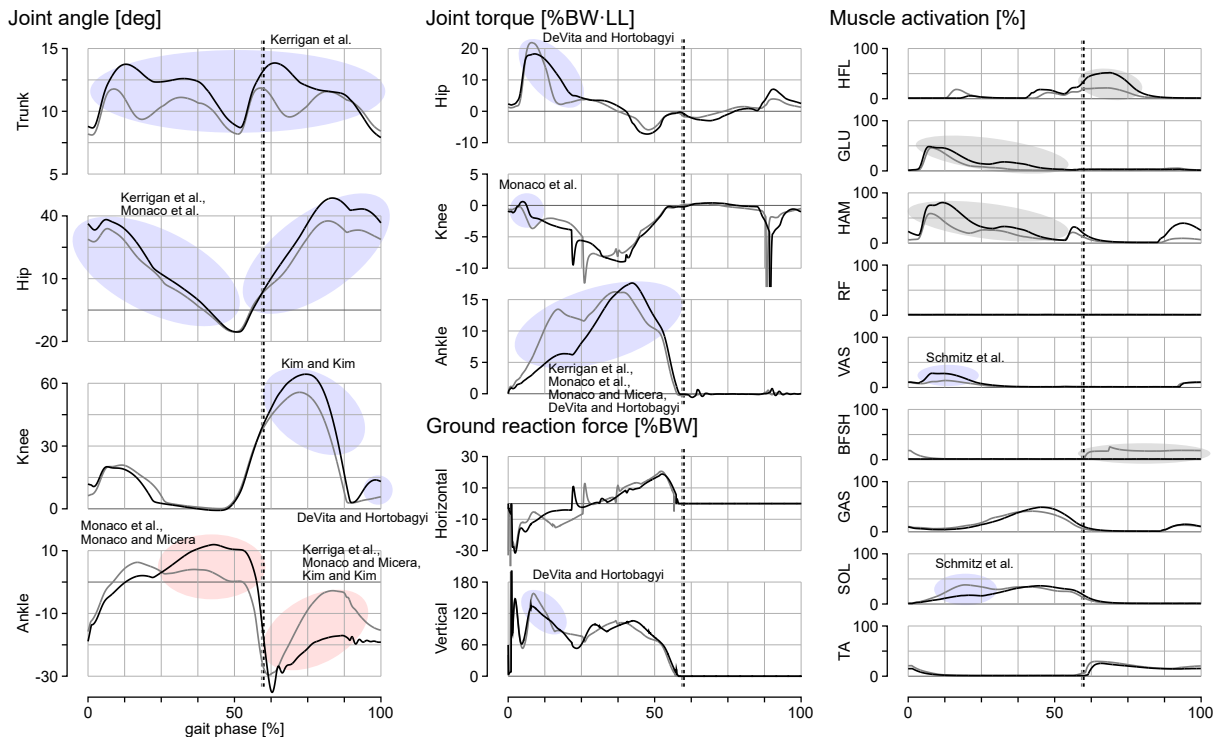 Joint angle [deg]
Kerrigan et al.
15
10
5
Trunk
Kerrigan et al.,
Monaco et al.
40
10
-20
Hip
Kim and Kim
60
30
0
Knee
DeVita and Hortobagyi
Monaco et al.,
Monaco and Micera
Kerriga et al.,
Monaco and Micera,
Kim and Kim
10
-10
-30
Ankle
0
50
100
gait phase [%]
Joint torque [%BW·LL]
DeVita and Hortobagyi
20
10
0
-10
Hip
Monaco et al.
5
0
-5
-10
Knee
15
10
5
0
Ankle
Kerrigan et al.,
Monaco et al.,
Monaco and Micera,
DeVita and Hortobagyi
Ground reaction force [%BW]
30
10
-10
-30
Horizontal
DeVita and Hortobagyi
180
120
60
0
Vertical
0
50
100
Muscle activation [%]
100
0
HFL
100
0
GLU
100
0
HAM
100
0
RF
100
0
VAS
Schmitz et al.
100
0
BFSH
100
0
GAS
100
0
SOL
Schmitz et al.
100
0
TA
0
50
100